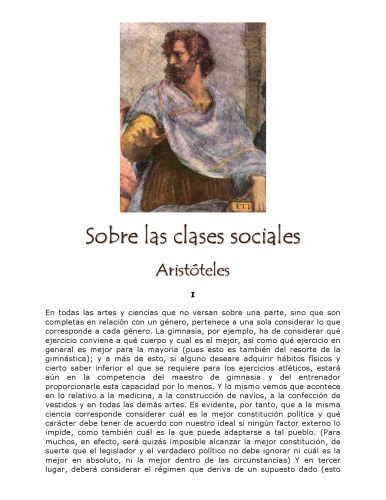 Sobre las clases sociales
Aristóteles
I
En todas las artes y ciencias que no versan sobre una parte, sino que son
completas en relación con un género, pertenece a una sola considerar lo que
corresponde a cada género. La gimnasia, por ejemplo, ha de considerar qué
ejercicio conviene a qué cuerpo y cual es el mejor, así como qué ejercicio en
general es mejor para la mayoría (pues esto es también del resorte de la
gimnástica); y a más de esto, si alguno deseare adquirir hábitos físicos y
cierto saber inferior al que se requiere para los ejercicios atléticos, estará
aún en la competencia del maestro de gimnasia y del entrenador
proporcionarle esta capacidad por lo menos. Y lo mismo vemos que acontece
en lo relativo a la medicina, a la construcción de navíos, a la confección de
vestidos y en todas las demás artes. Es evidente, por tanto, que a la misma
ciencia corresponde considerar cuál es la mejor constitución política y qué
carácter debe tener de acuerdo con nuestro ideal si ningún factor externo lo
impide, como también cuál es la que puede adaptarse a tal pueblo. (Para
muchos, en efecto, será quizás imposible alcanzar la mejor constitución, de
suerte que el legislador y el verdadero político no debe ignorar ni cuál es la
mejor en absoluto, ni la mejor dentro de las circunstancias) Y en tercer
lugar, deberá considerar el régimen que deriva de un supuesto dado (esto